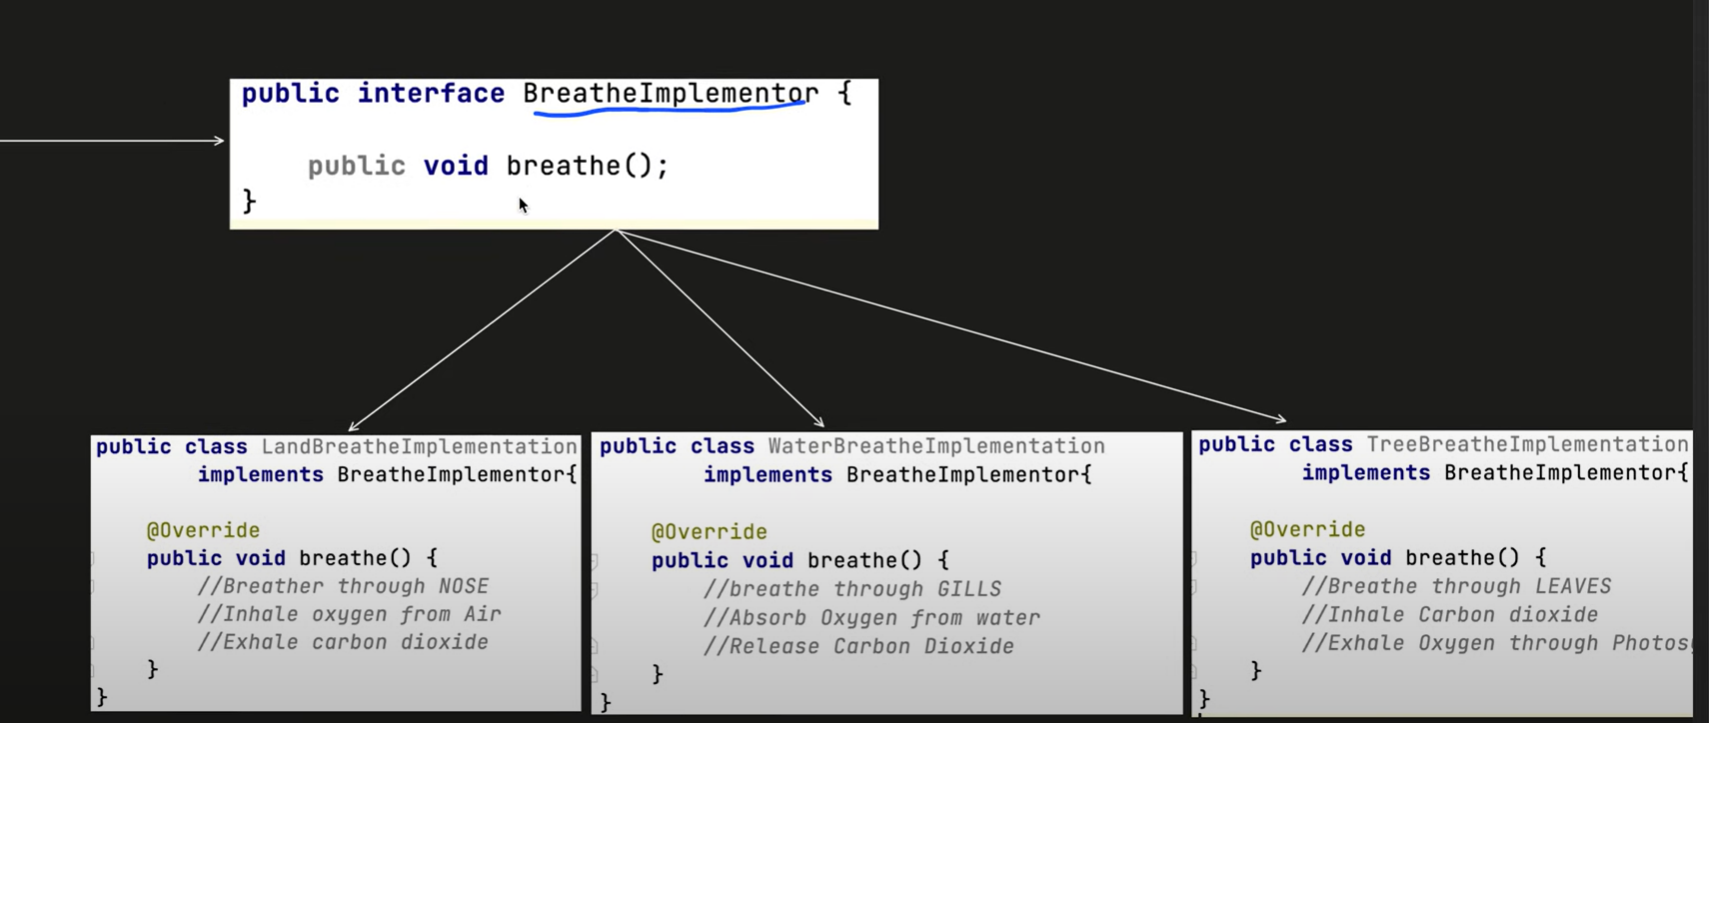 public interface BreatheImplementor {
public void breathe();
}
public class LandBreatheImplementation
implements BreatheImplementor{
@Override
public void breathe() {
//Breather through NOSE
//Inhale oxygen from Air
//Exhale carbon dioxide
}
}
public class WaterBreatheImplementation
implements BreatheImplementor{
@Override
public void breathe() {
//breathe through GILLS
//Absorb Oxygen from water
//Release Carbon Dioxide
}
}
public class TreeBreatheImplementation
implements BreatheImplementor{
@Override
public void breathe() {
//Breathe through LEAVES
//Inhale Carbon dioxide
//Exhale Oxygen through
}
}